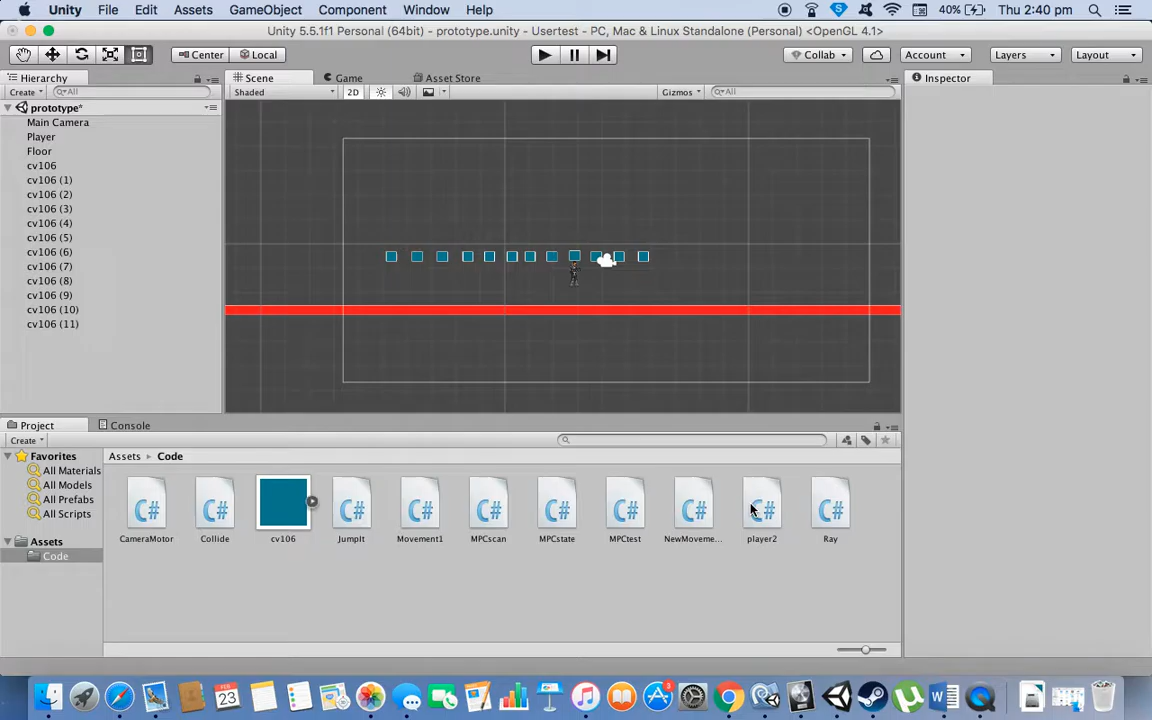 Unity File Edit Assets GameObject Component Window Help 40% Thu 2:40 pm
Unity 5.5.1f1 Personal (64bit) - prototype.unity - Usertest - PC, Mac & Linux Standalone (Personal) <OpenGL 4.1>
Center Local Collab Account Layers Layout
Hierarchy Scene Game Asset Store Inspector
Create All Shaded 2D Gizmos All
prototype*
Main Camera
Player
Floor
cv106
cv106 (1)
cv106 (2)
cv106 (3)
cv106 (4)
cv106 (5)
cv106 (6)
cv106 (7)
cv106 (8)
cv106 (9)
cv106 (10)
cv106 (11)
Project Console
Create
Favorites
All Materials
All Models
All Prefabs
All Scripts
Assets
Code
Assets Code
C# C# C# C# C# C# C# C# C# C#
CameraMotor Collide cv106 JumpIt Movement1 MPCscan MPCstate MPCtest NewMoveme... player2 Ray
FEB
23
3